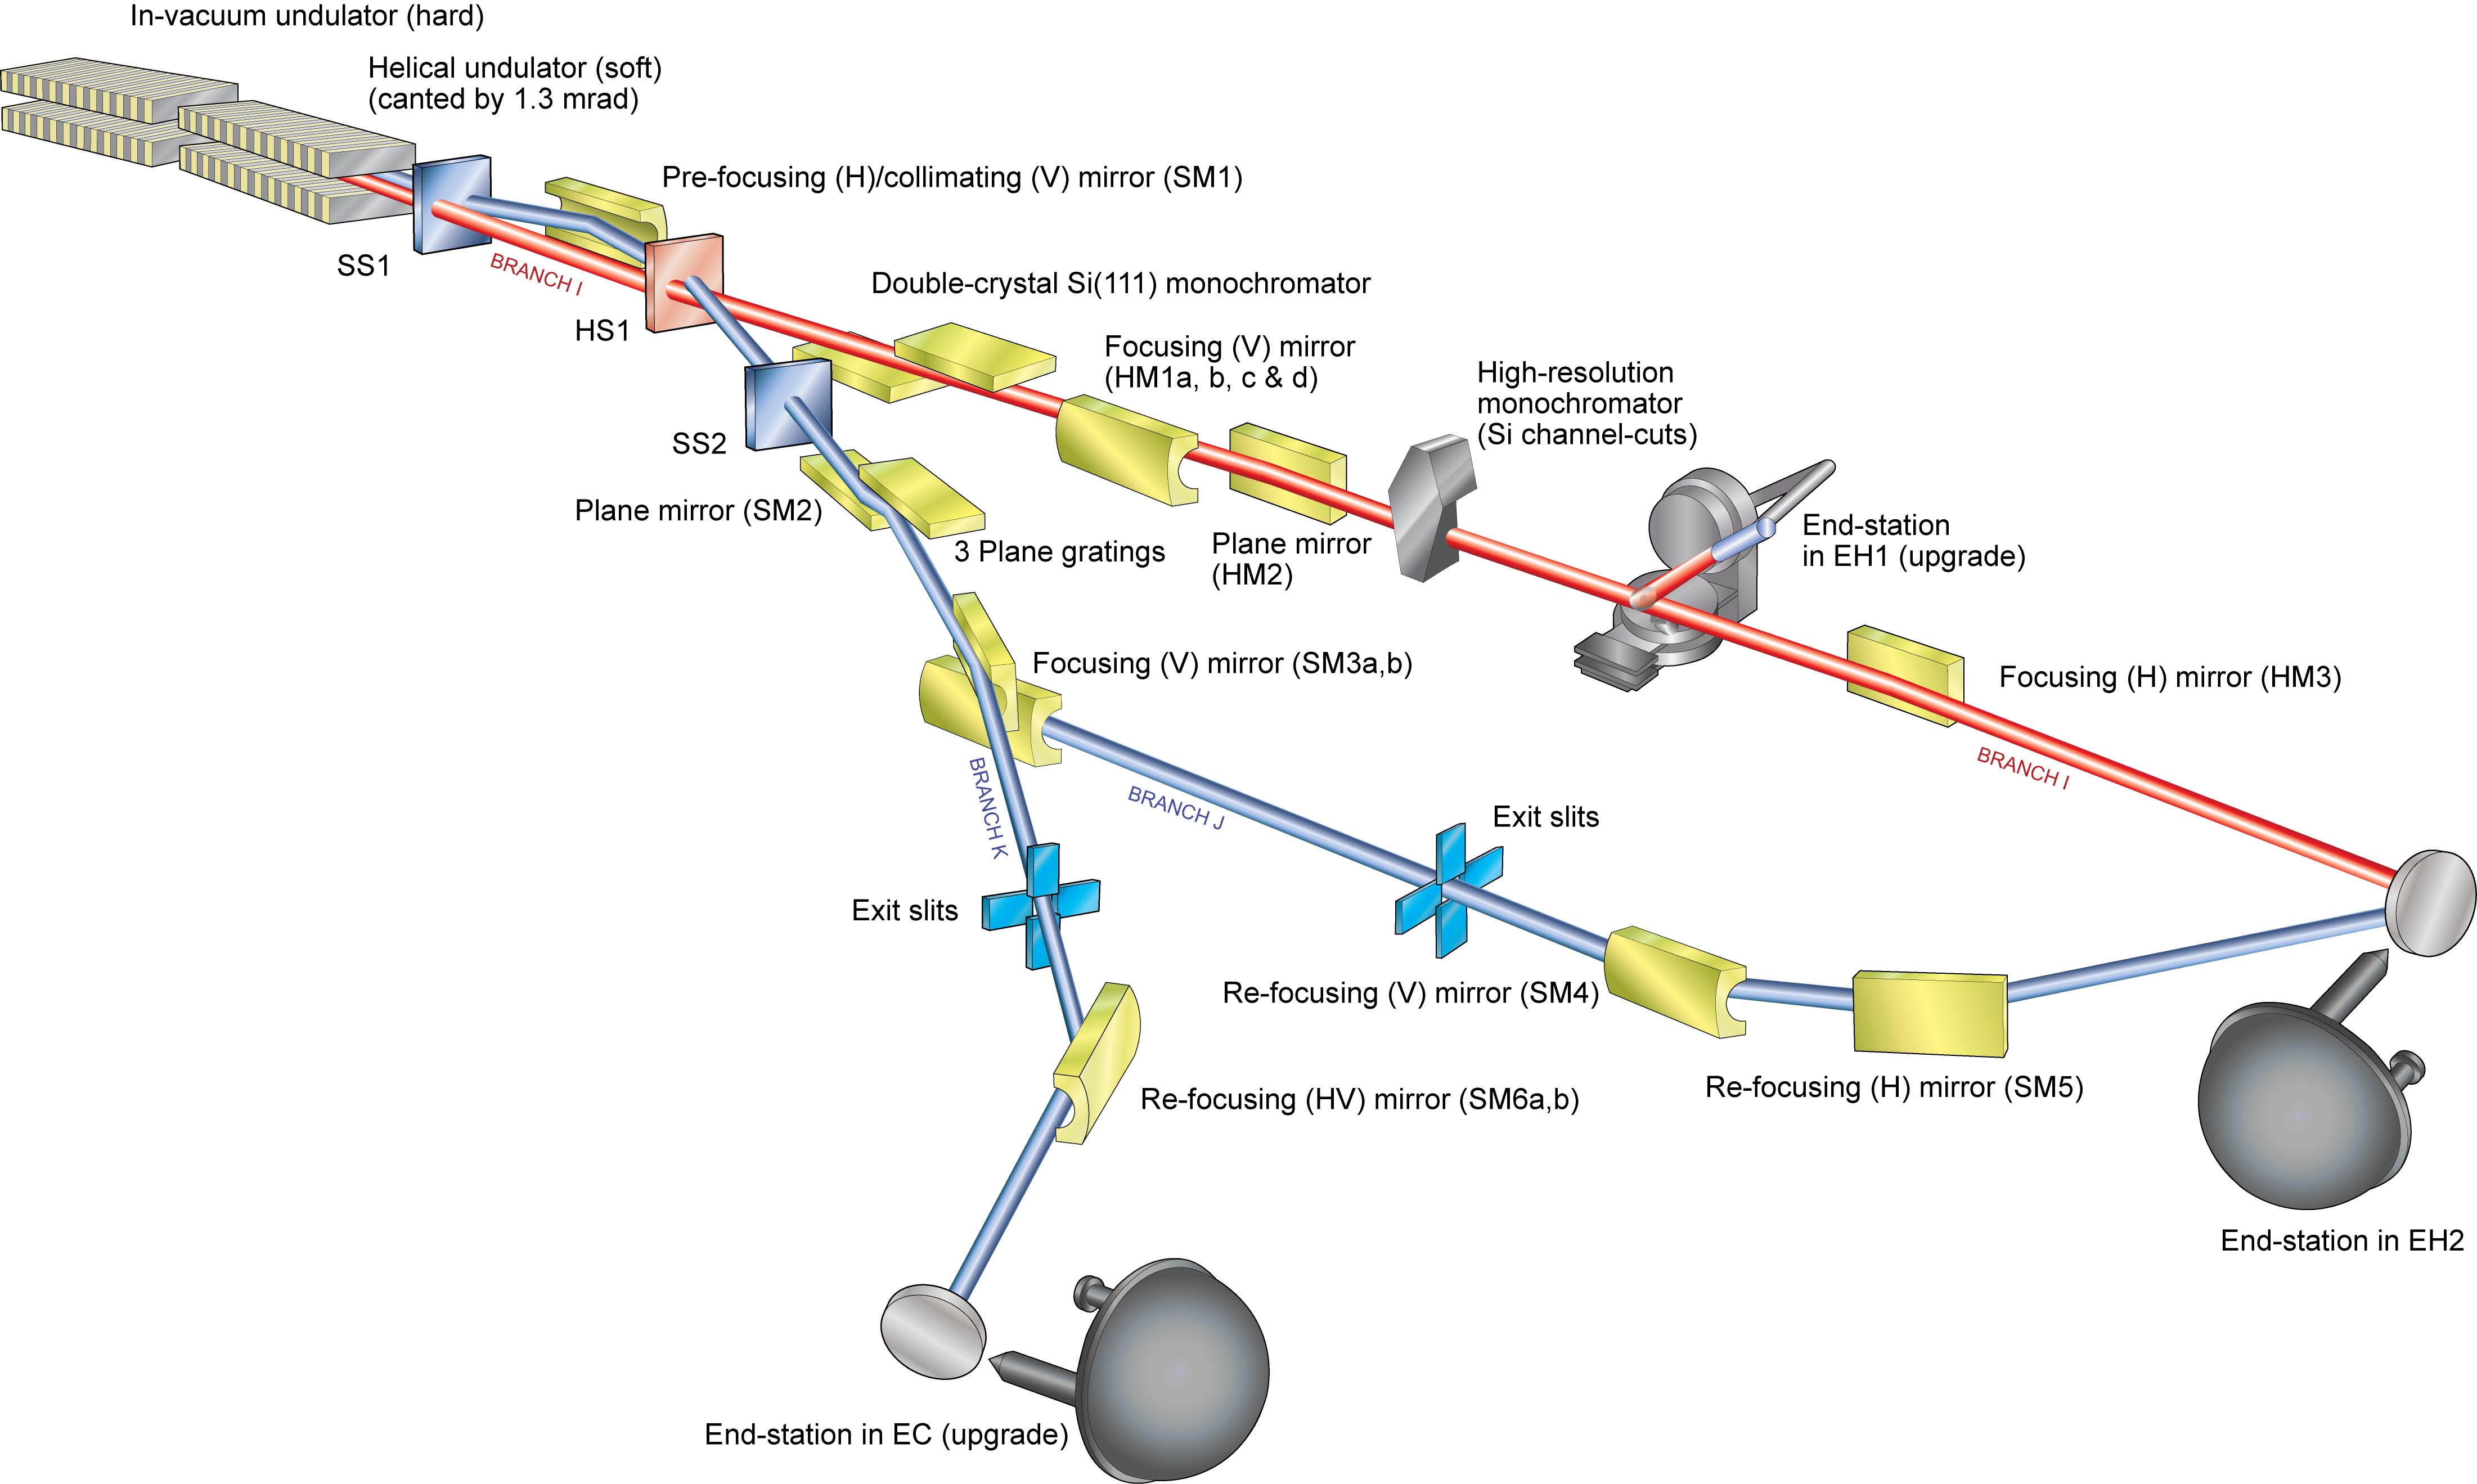 In-vacuum undulator (hard)
Helical undulator (soft)
(canted by 1.3 mrad)
Pre-focusing (H)/collimating (V) mirror (SM1)
SS1
BRANCH I
HS1
Double-crystal Si(111) monochromator
Focusing (V) mirror
(HM1a, b, c & d)
High-resolution
monochromator
(Si channel-cuts)
SS2
Plane mirror (SM2)
3 Plane gratings
Plane mirror
(HM2)
End-station
in EH1 (upgrade)
Focusing (V) mirror (SM3a,b)
Focusing (H) mirror (HM3)
BRANCH I
BRANCH K
BRANCH J
Exit slits
Exit slits
Re-focusing (V) mirror (SM4)
Re-focusing (HV) mirror (SM6a,b)
Re-focusing (H) mirror (SM5)
End-station in EH2
End-station in EC (upgrade)